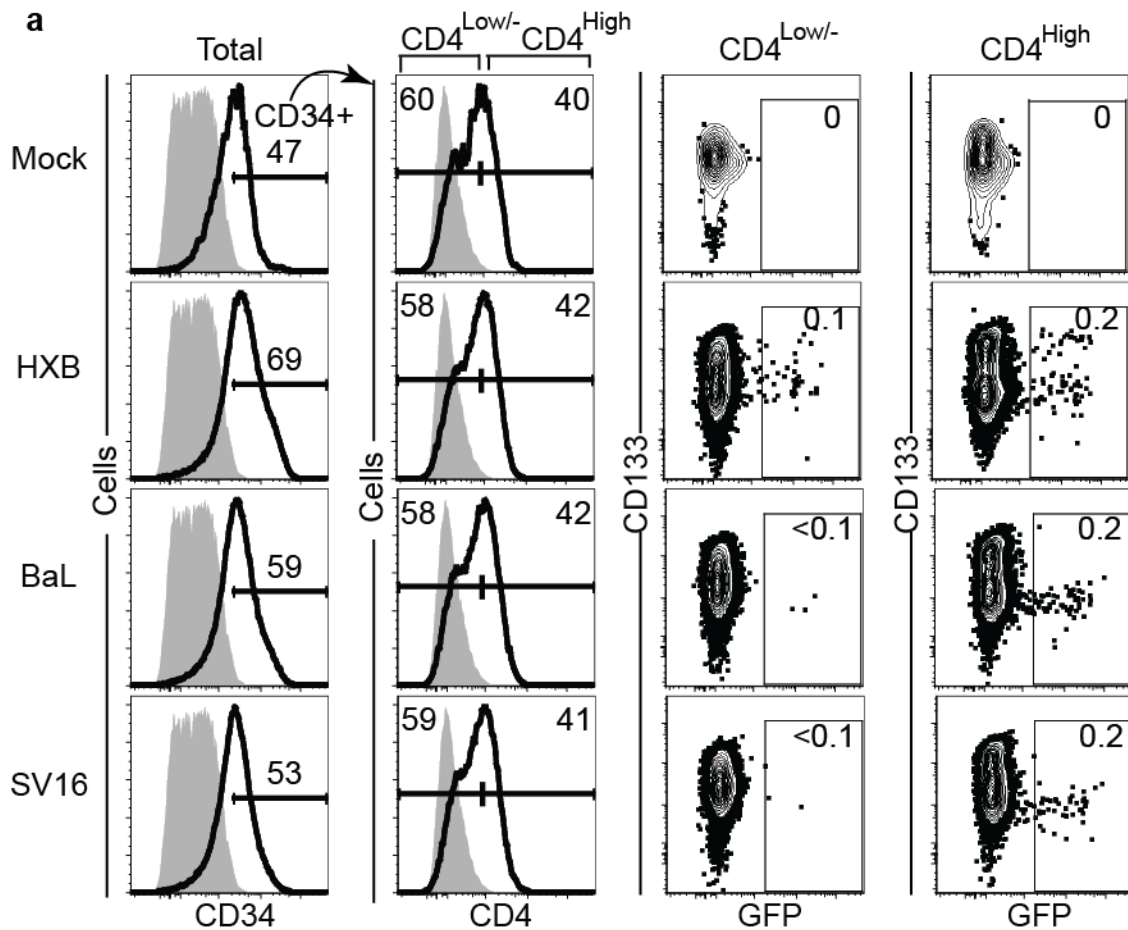 a
Total
CD4Low/-
CD4High
CD4Low/-
CD4High
Mock
CD34+
47
60
40
0
0
HXB
69
58
42
0.1
0.2
BaL
59
58
42
<0.1
0.2
SV16
53
59
41
<0.1
0.2
Cells
Cells
CD133
CD133
CD34
CD4
GFP
GFP